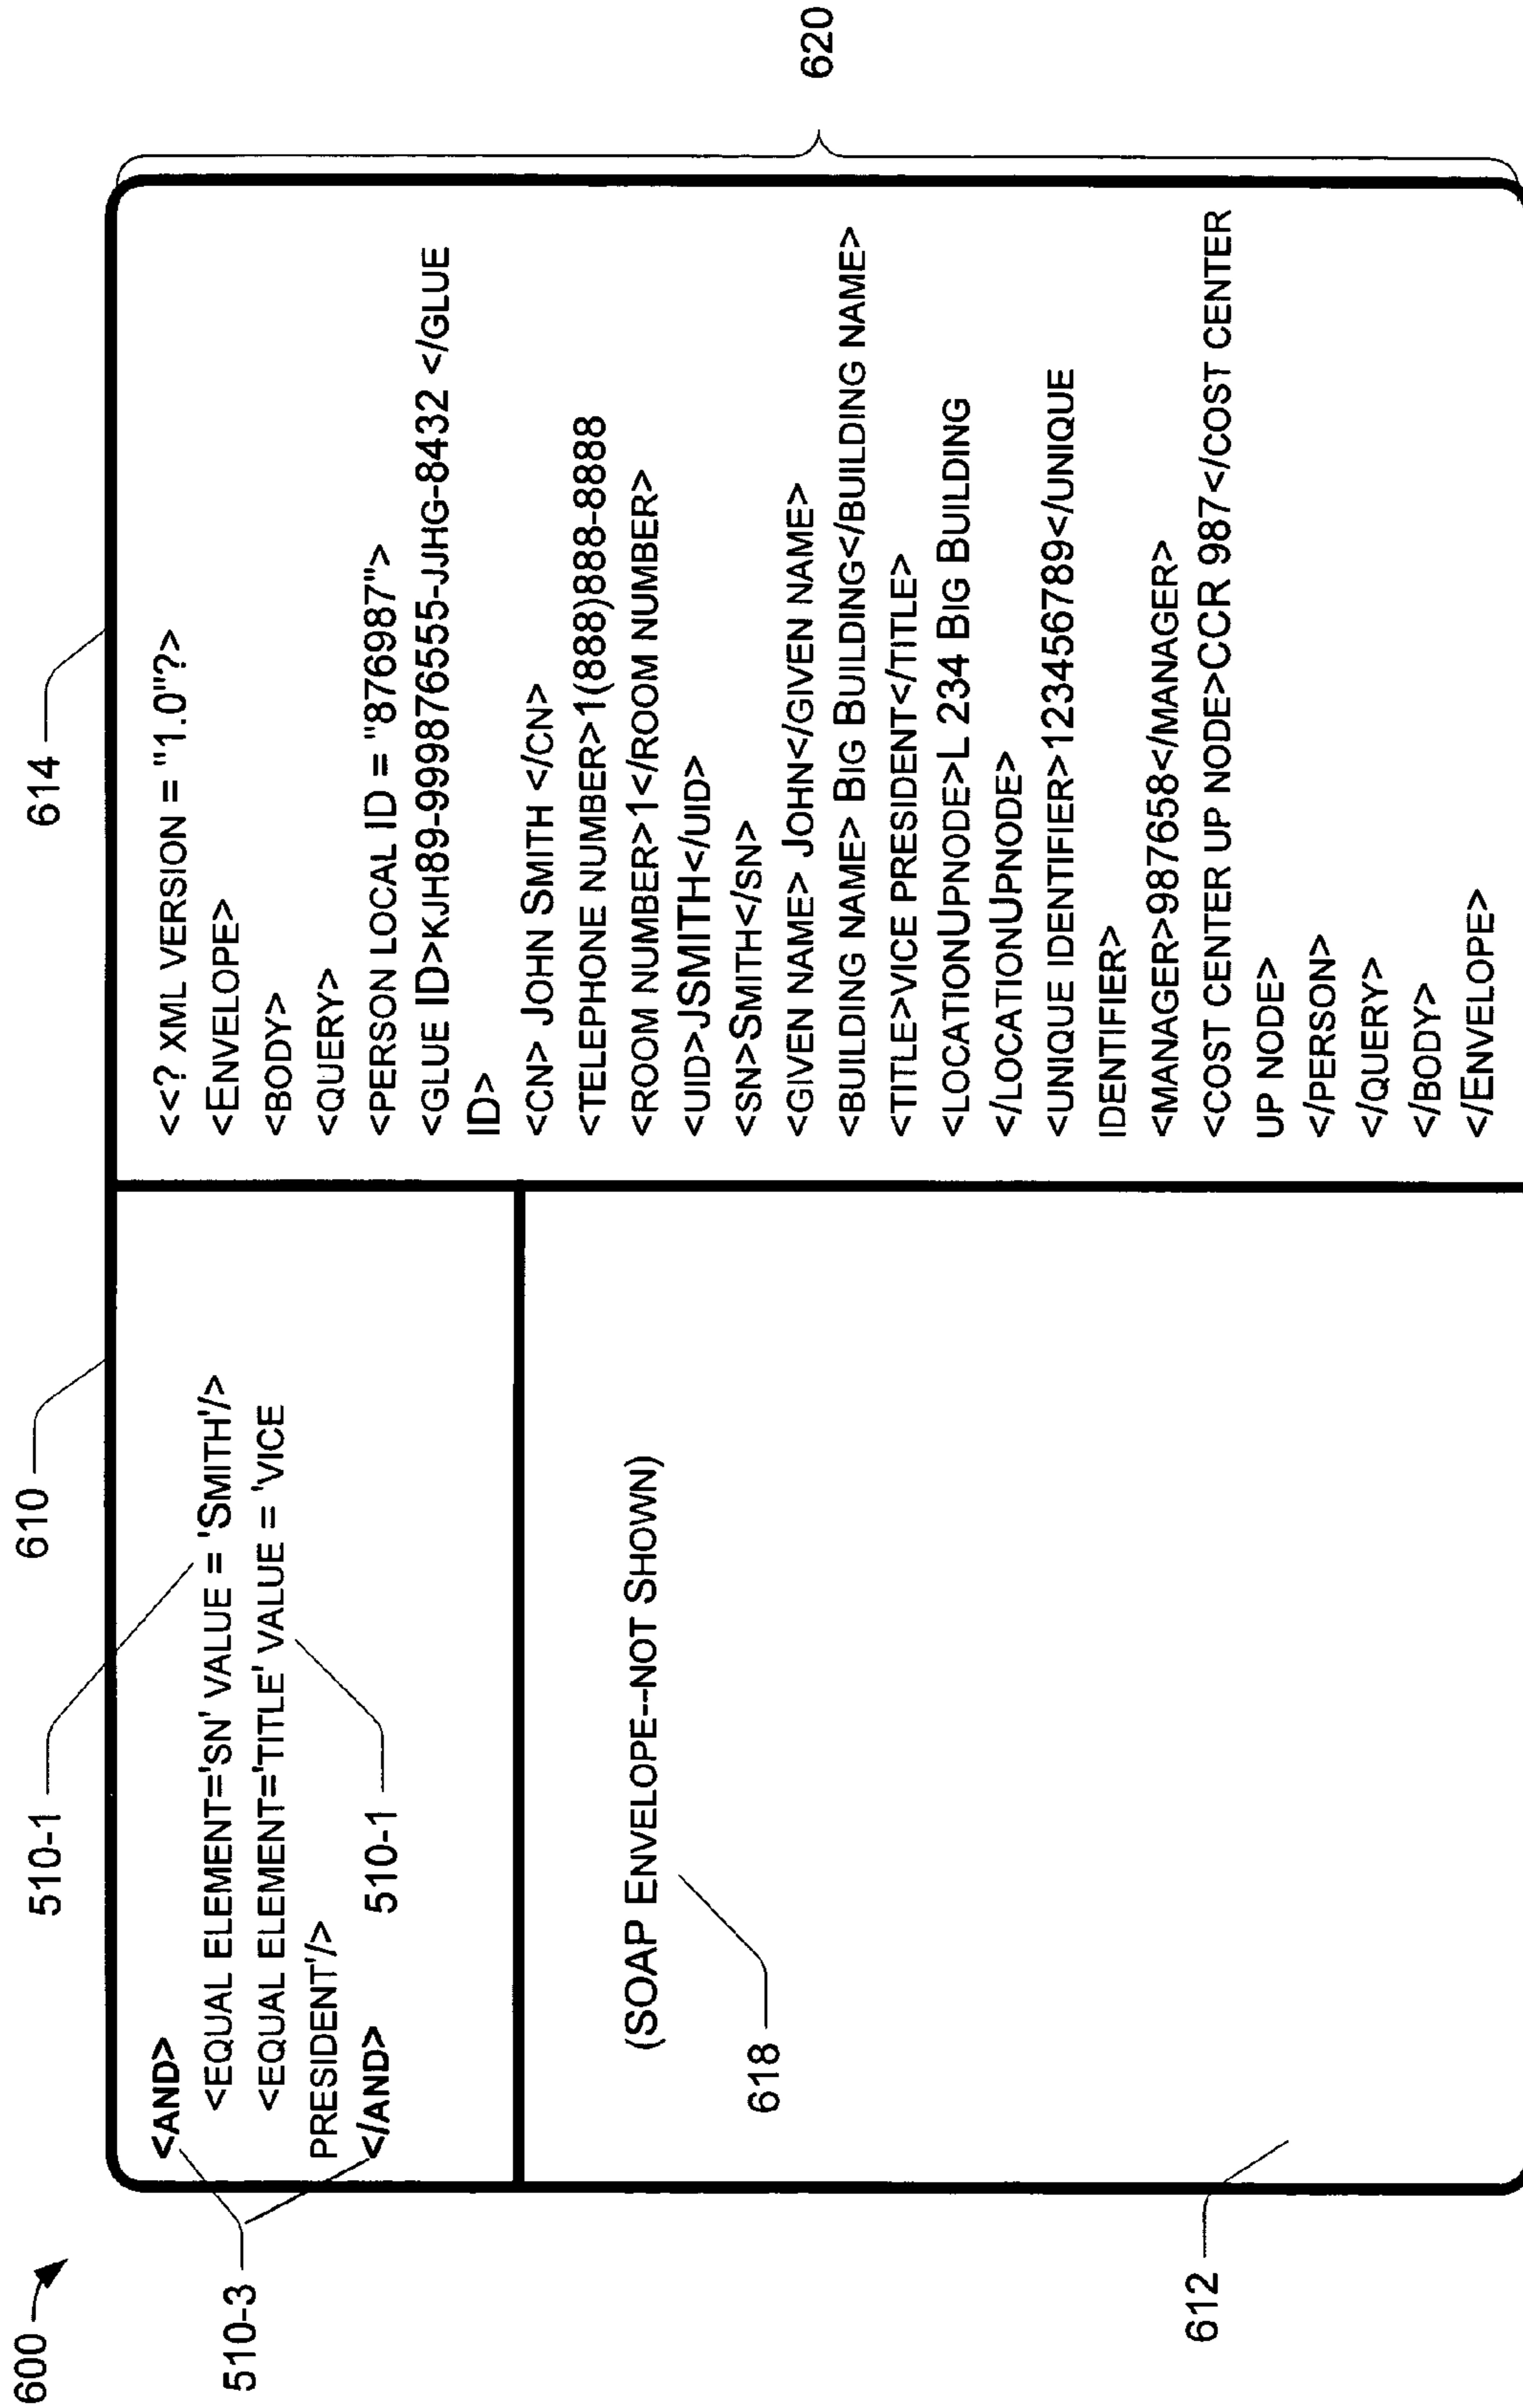 600
610
614
510-1
<AND>
<EQUAL ELEMENT='SN' VALUE = 'SMITH'/>
<EQUAL ELEMENT='TITLE' VALUE = 'VICE
PRESIDENT'/>
</AND>
510-1
510-3
(SOAP ENVELOPE--NOT SHOWN)
618
612
<<? XML VERSION = "1.0"?>
<ENVELOPE>
<BODY>
<QUERY>
<PERSON LOCAL ID = "876987">
<GLUE ID>KJH89-999876555-JJHG-8432 </GLUE
ID>
<CN> JOHN SMITH </CN>
<TELEPHONE NUMBER>1(888)888-8888
<ROOM NUMBER>1</ROOM NUMBER>
<UID>JSMITH</UID>
<SN>SMITH</SN>
<GIVEN NAME> JOHN</GIVEN NAME>
<BUILDING NAME> BIG BUILDING</BUILDING NAME>
<TITLE>VICE PRESIDENT</TITLE>
<LOCATIONUPNODE>L 234 BIG BUILDING
</LOCATIONUPNODE>
<UNIQUE IDENTIFIER>123456789</UNIQUE
IDENTIFIER>
<MANAGER>987658</MANAGER>
<COST CENTER UP NODE>CCR 987</COST CENTER
UP NODE>
</PERSON>
</QUERY>
</BODY>
</ENVELOPE>
620